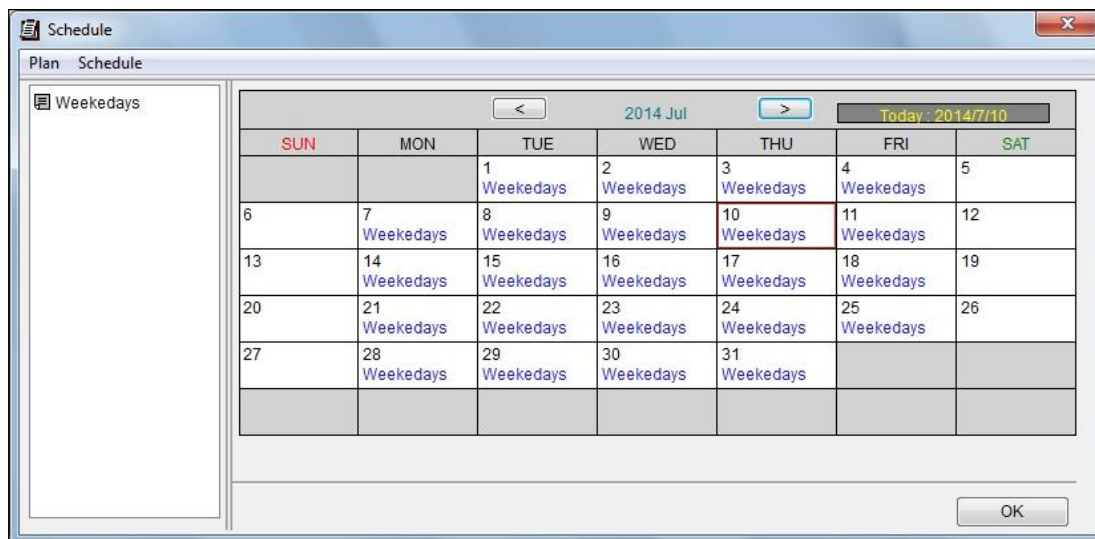 Schedule
Plan Schedule
Weekedays
< 2014 Jul > Today : 2014/7/10
SUN MON TUE WED THU FRI SAT
1 2 3 4 5
Weekedays Weekedays Weekedays Weekedays
6 7 8 9 10 11 12
Weekedays Weekedays Weekedays Weekedays Weekedays
13 14 15 16 17 18 19
Weekedays Weekedays Weekedays Weekedays Weekedays
20 21 22 23 24 25 26
Weekedays Weekedays Weekedays Weekedays Weekedays
27 28 29 30 31
Weekedays Weekedays Weekedays Weekedays
OK